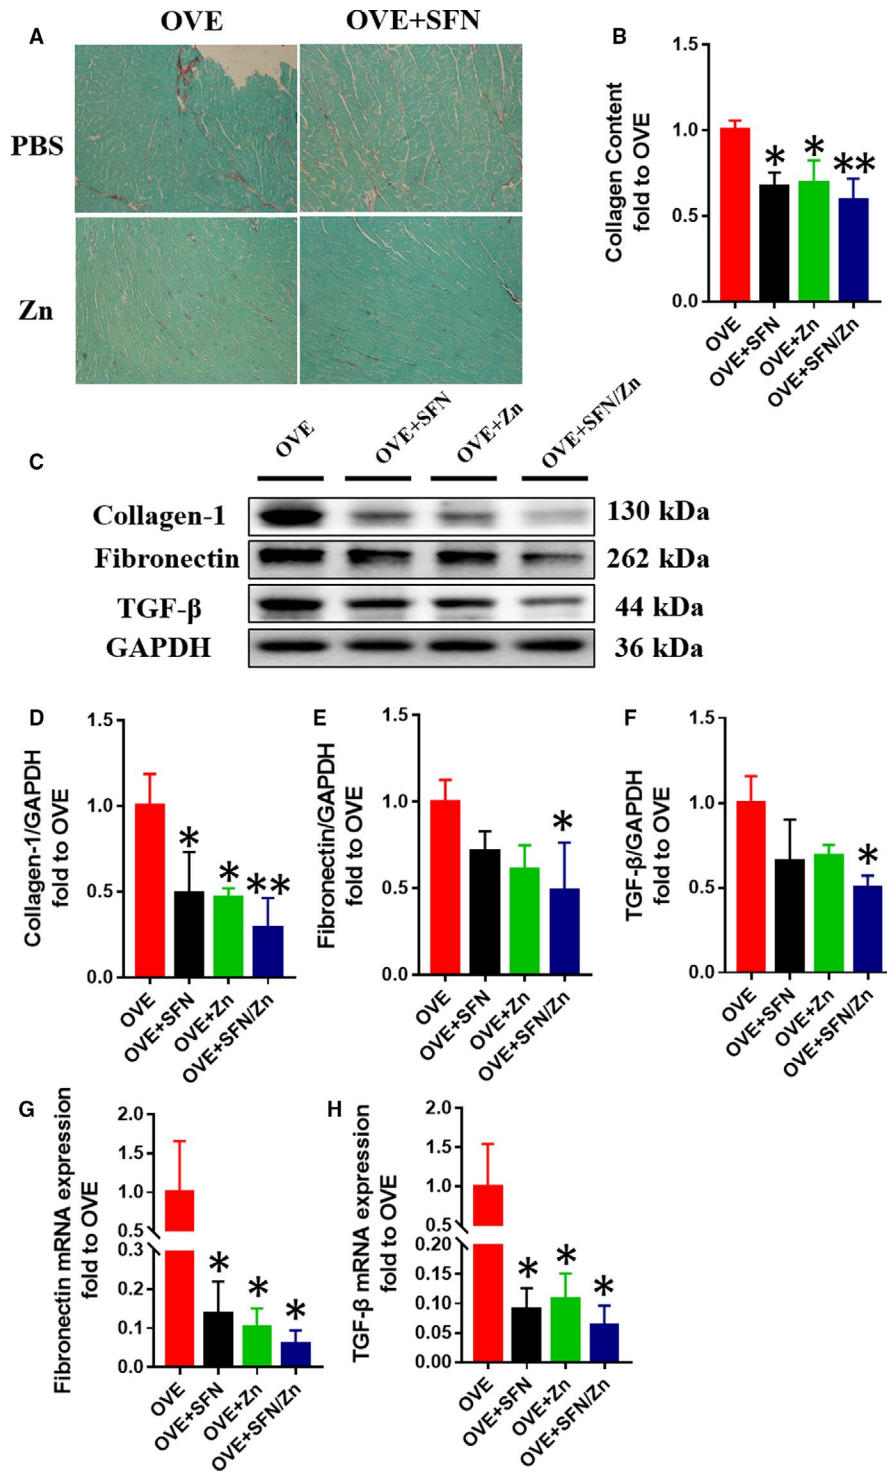 A
OVE
OVE+SFN
PBS
Zn
B
Collagen Content
fold to OVE
1.5
1.0
0.5
0.0
*
*
**
OVE
OVE+SFN
OVE+Zn
OVE+SFN/Zn
C
OVE
OVE+SFN
OVE+Zn
OVE+SFN/Zn
Collagen-1
130 kDa
Fibronectin
262 kDa
TGF-β
44 kDa
GAPDH
36 kDa
D
Collagen-1/GAPDH
fold to OVE
1.5
1.0
0.5
0.0
*
*
**
OVE
OVE+SFN
OVE+Zn
OVE+SFN/Zn
E
Fibronectin/GAPDH
fold to OVE
1.5
1.0
0.5
0.0
*
OVE
OVE+SFN
OVE+Zn
OVE+SFN/Zn
F
TGF-β/GAPDH
fold to OVE
1.5
1.0
0.5
0.0
*
OVE
OVE+SFN
OVE+Zn
OVE+SFN/Zn
G
Fibronectin mRNA expression
fold to OVE
2.0
1.5
1.0
0.5
0.3
0.2
0.1
0.0
*
*
*
OVE
OVE+SFN
OVE+Zn
OVE+SFN/Zn
H
TGF-β mRNA expression
fold to OVE
2.0
1.5
1.0
0.5
0.20
0.15
0.10
0.05
0.00
*
*
*
OVE
OVE+SFN
OVE+Zn
OVE+SFN/Zn